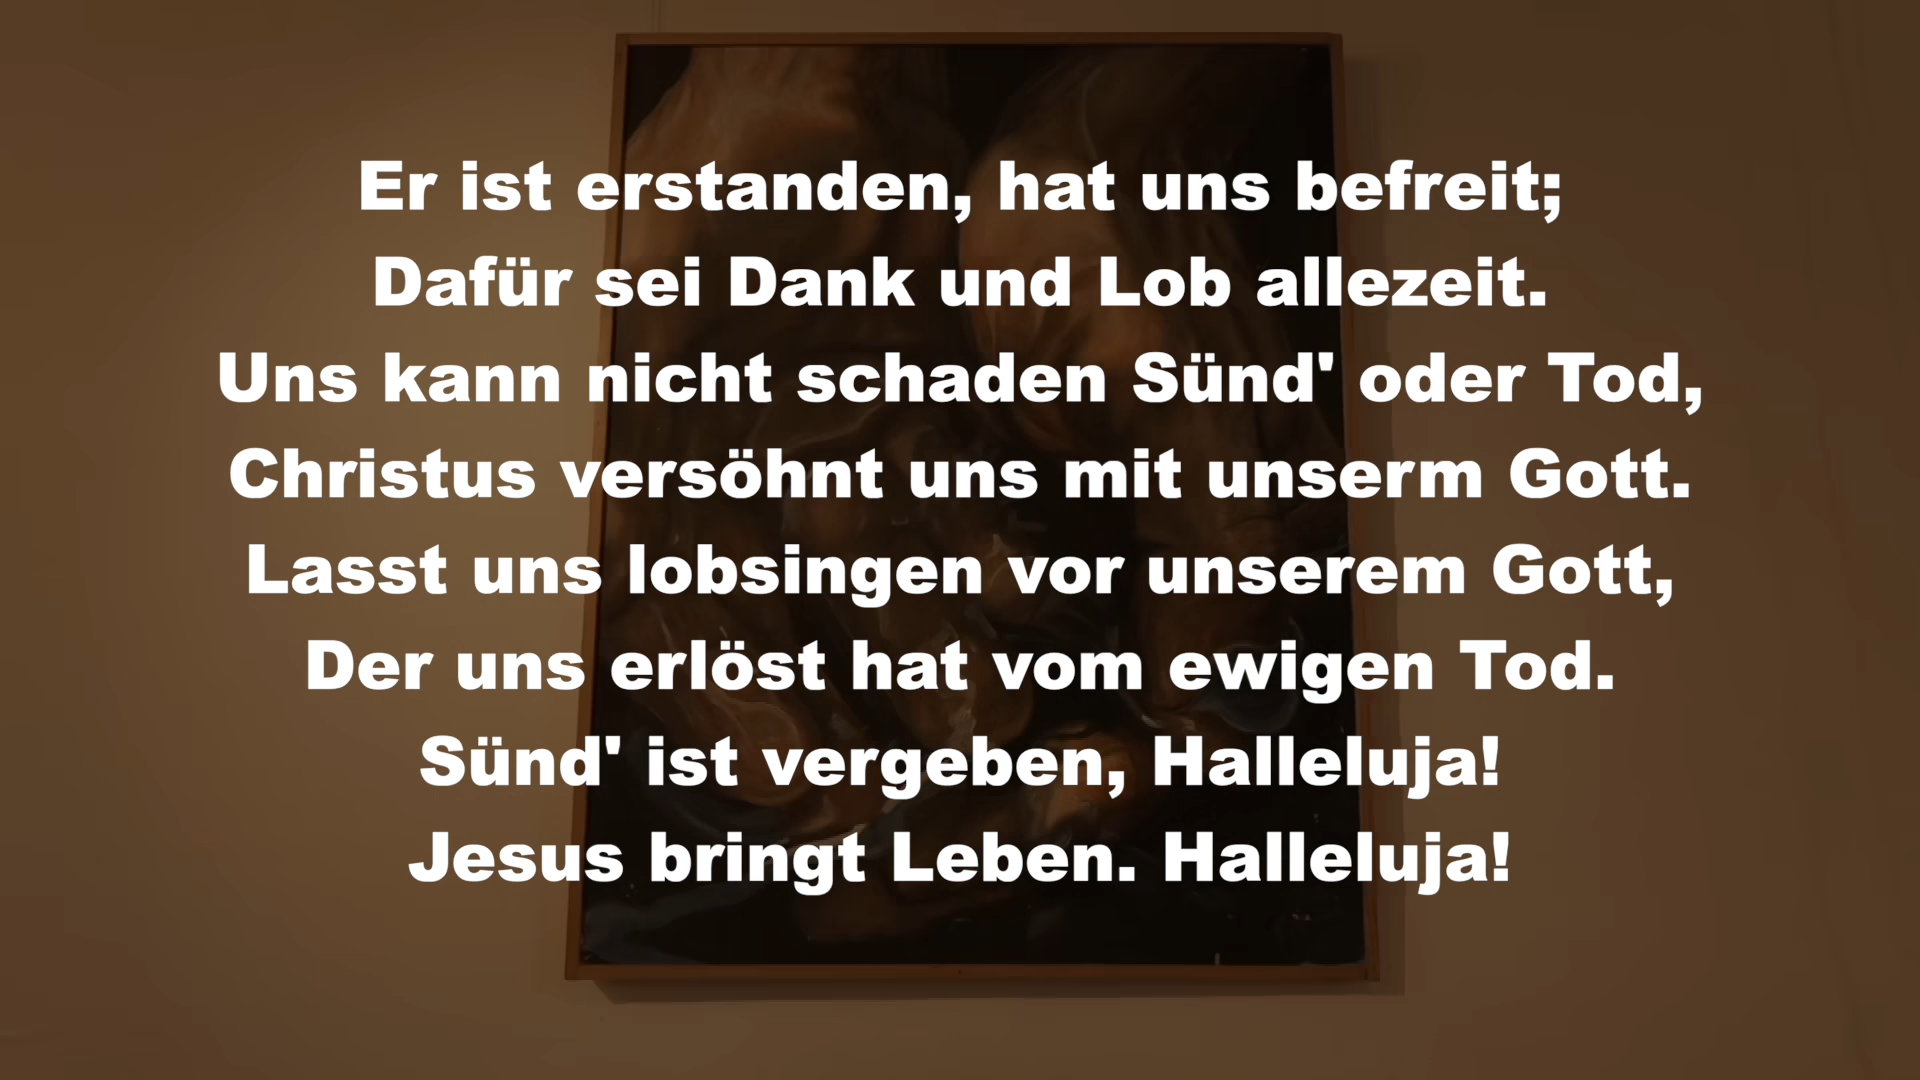 Er ist erstanden, hat uns befreit;
Dafür sei Dank und Lob allezeit.
Uns kann nicht schaden Sünd' oder Tod,
Christus versöhnt uns mit unserm Gott.
Lasst uns lobsingen vor unserem Gott,
Der uns erlöst hat vom ewigen Tod.
Sünd' ist vergeben, Halleluja!
Jesus bringt Leben. Halleluja!